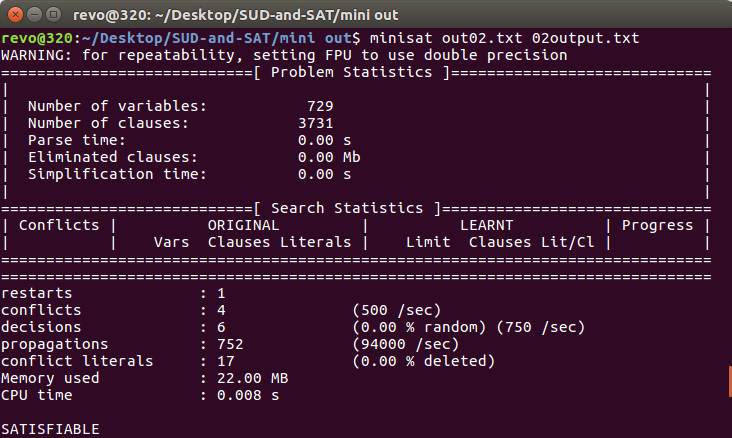 revo@320: ~/Desktop/SUD-and-SAT/mini out
revo@320:~/Desktop/SUD-and-SAT/mini out$ minisat out02.txt 02output.txt
WARNING: for repeatability, setting FPU to use double precision
============================[ Problem Statistics ]=============================
|                                                                             |
|  Number of variables:           729                                         |
|  Number of clauses:            3731                                         |
|  Parse time:                   0.00 s                                       |
|  Eliminated clauses:           0.00 Mb                                      |
|  Simplification time:          0.00 s                                       |
|                                                                             |
============================[ Search Statistics ]==============================
| Conflicts |          ORIGINAL         |          LEARNT          | Progress |
|           |    Vars  Clauses Literals |    Limit  Clauses Lit/Cl |          |
===============================================================================
===============================================================================
restarts              : 1
conflicts             : 4              (500 /sec)
decisions             : 6              (0.00 % random) (750 /sec)
propagations          : 752            (94000 /sec)
conflict literals     : 17             (0.00 % deleted)
Memory used           : 22.00 MB
CPU time              : 0.008 s
SATISFIABLE